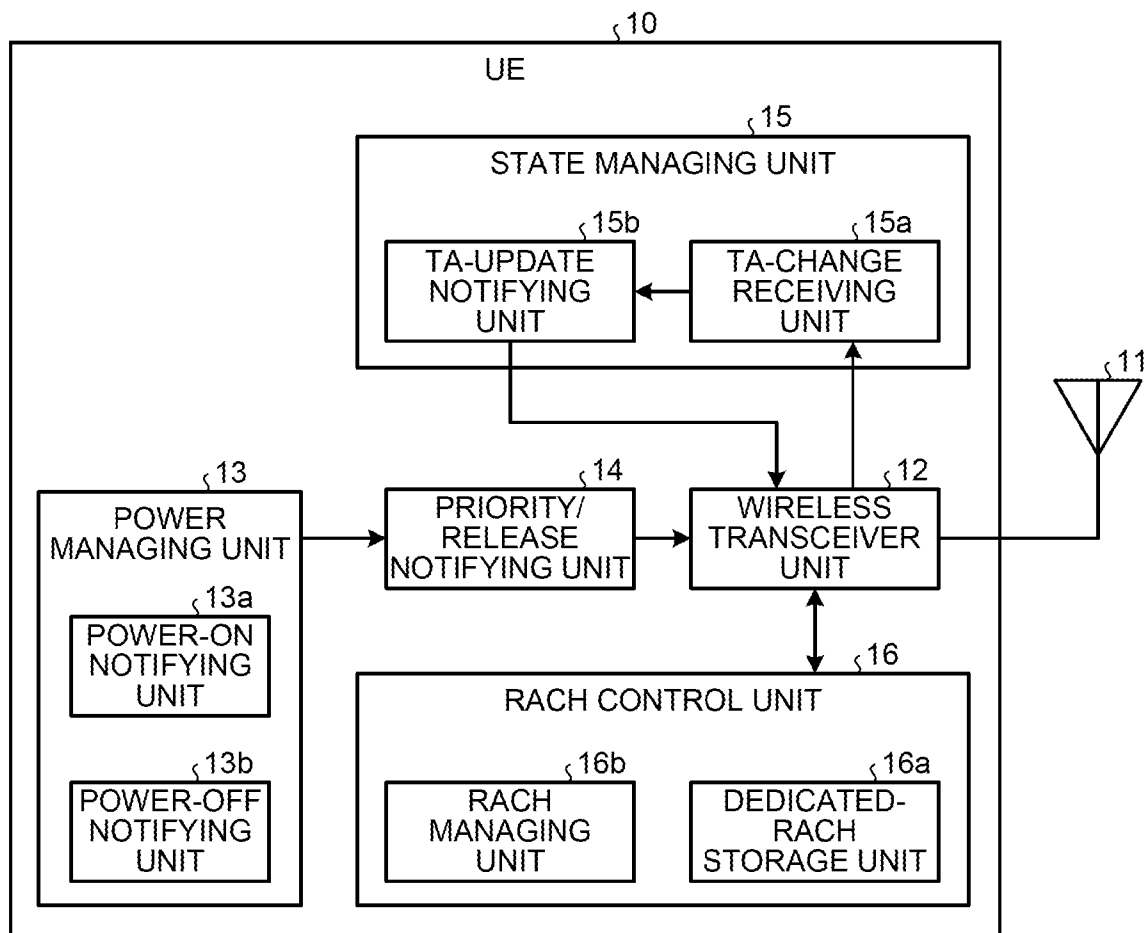 10
UE
15
STATE MANAGING UNIT
15b
TA-UPDATE
NOTIFYING
UNIT
15a
TA-CHANGE
RECEIVING
UNIT
11
13
POWER
MANAGING UNIT
13a
POWER-ON
NOTIFYING
UNIT
13b
POWER-OFF
NOTIFYING
UNIT
14
PRIORITY/
RELEASE
NOTIFYING UNIT
12
WIRELESS
TRANSCEIVER
UNIT
16
RACH CONTROL UNIT
16b
RACH
MANAGING
UNIT
16a
DEDICATED-
RACH
STORAGE UNIT